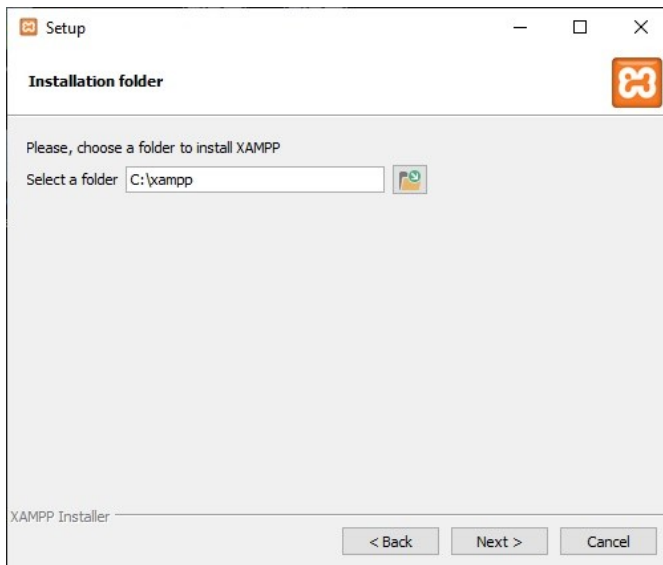 Setup
Installation folder
Please, choose a folder to install XAMPP
Select a folder C:\xampp
XAMPP Installer
< Back Next > Cancel